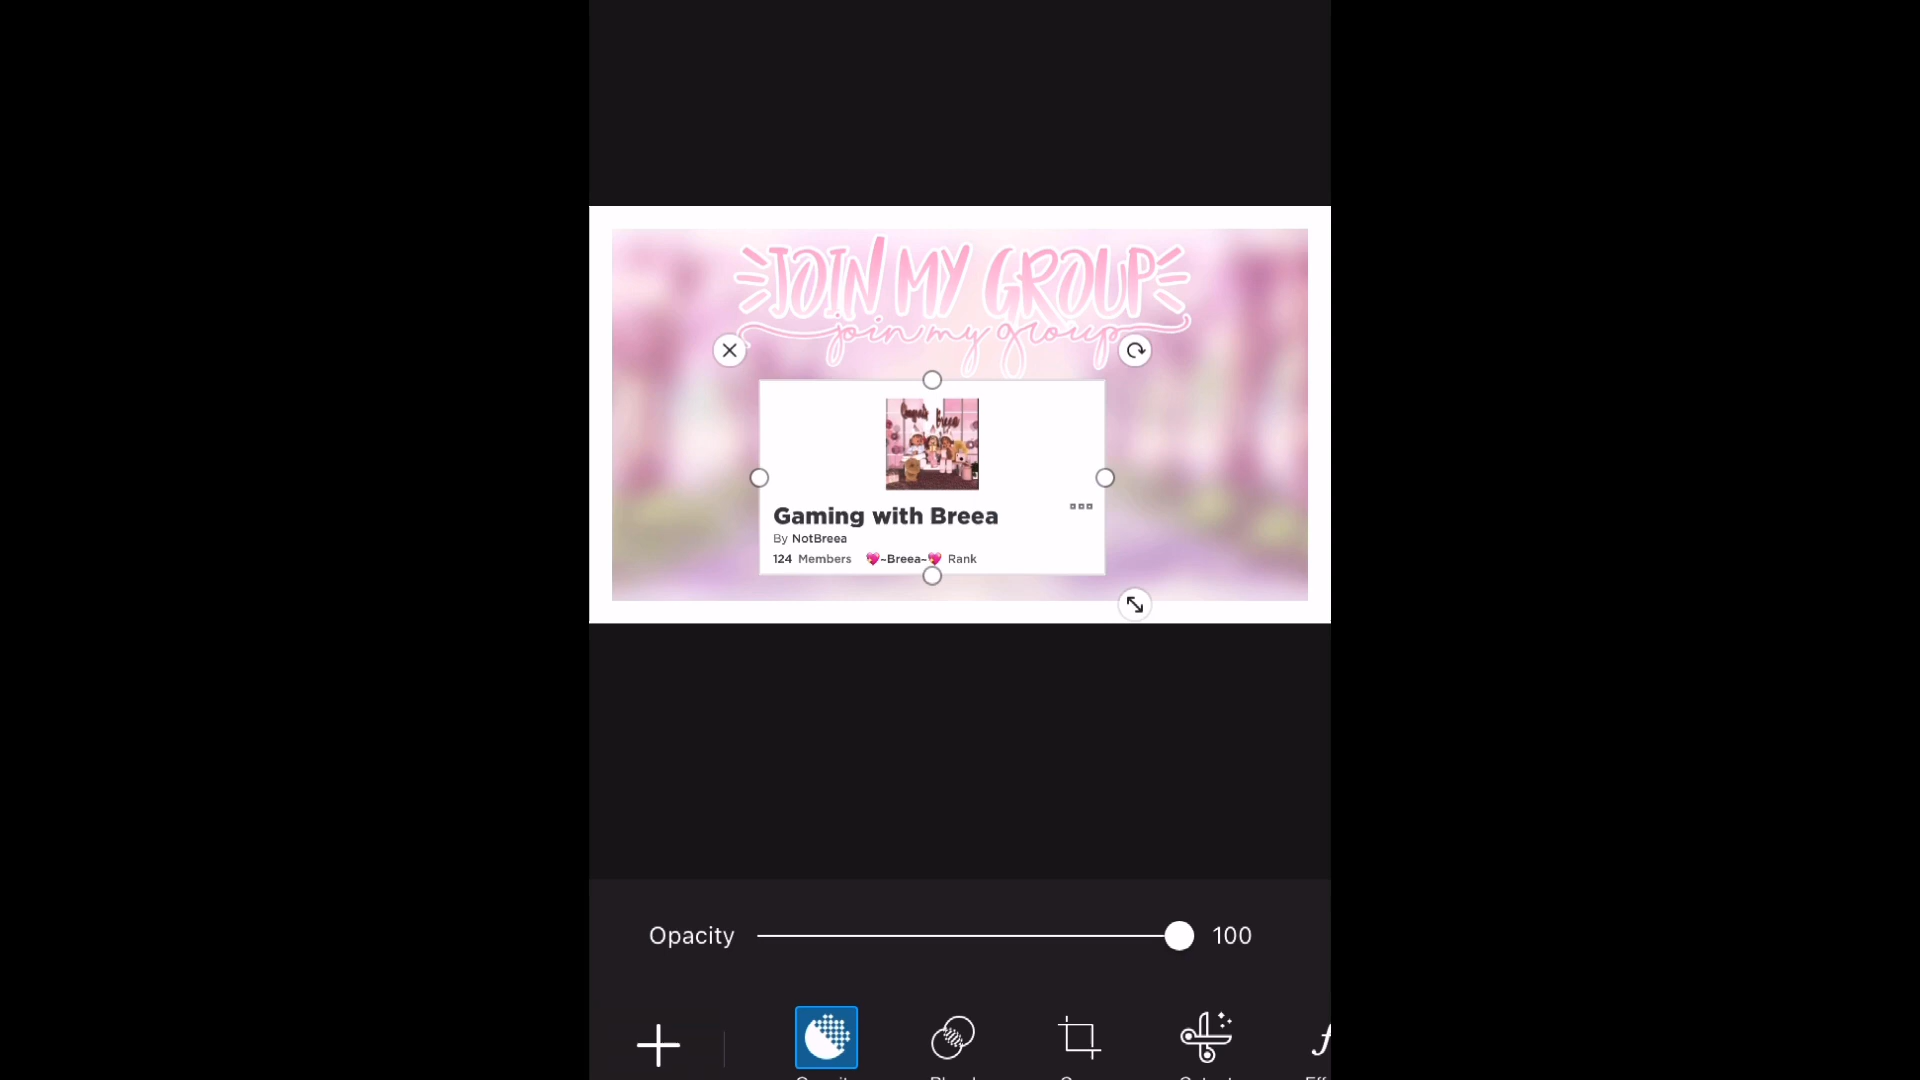 JOIN MY GROUP
join my group
Gaming with Breea
By NotBreea
124 Members 💖~Breea~💖 Rank
Opacity 100